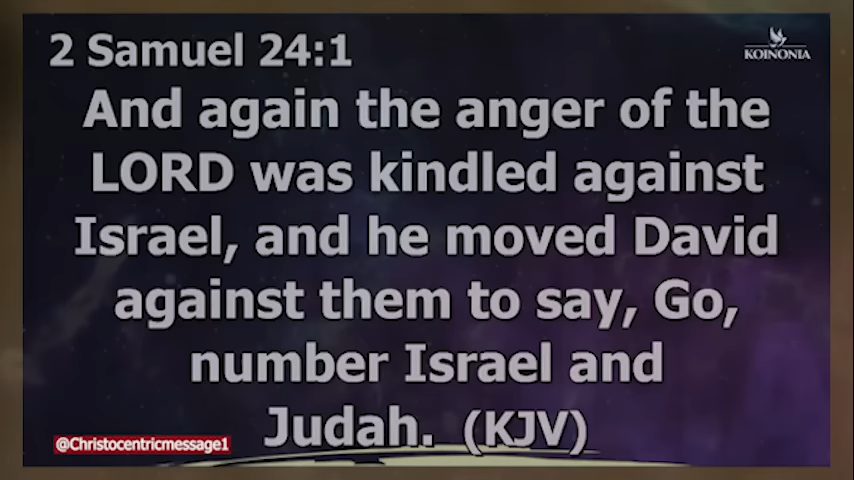 2 Samuel 24:1
KOINONIA
And again the anger of the
LORD was kindled against
Israel, and he moved David
against them to say, Go,
number Israel and
Judah. (KJV)
@Christocentricmessage1